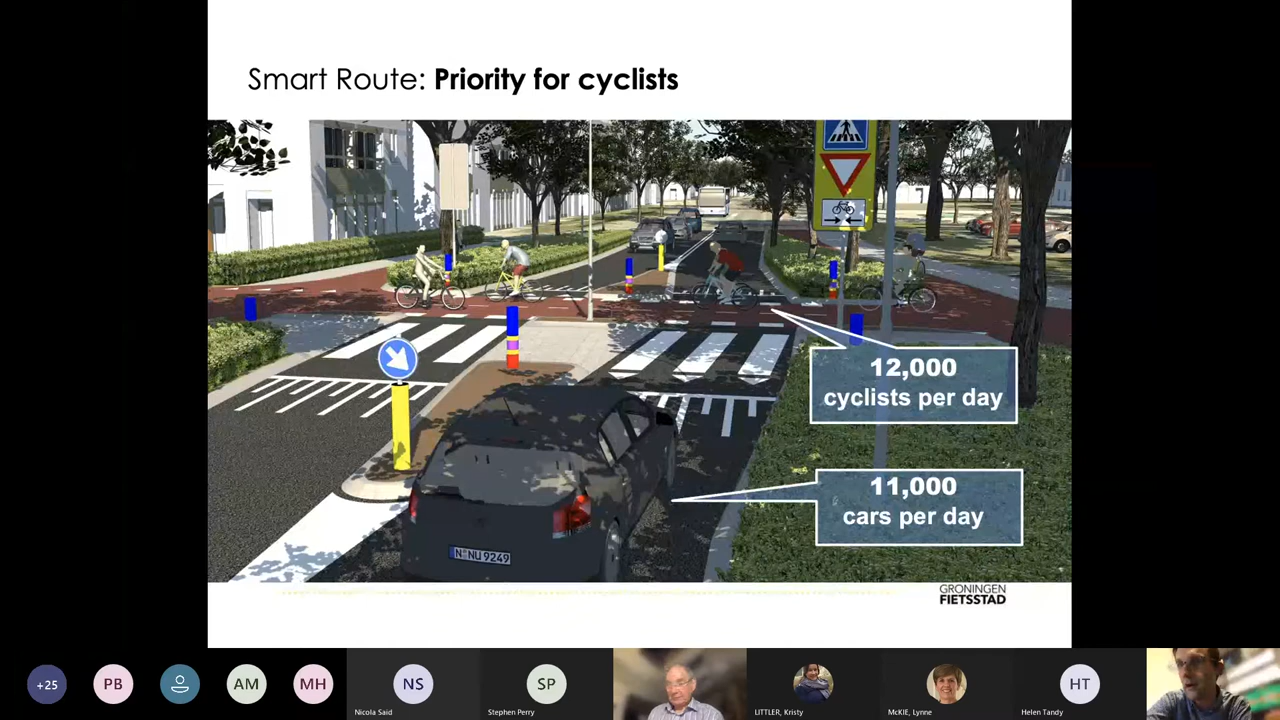 Smart Route: Priority for cyclists
12,000
cyclists per day
11,000
cars per day
N NU 9249
GRONINGEN
FIETSSTAD
+25
PB
AM
MH
NS
SP
HT
Nicola Said
Stephen Perry
LITTLER, Kristy
McKIE, Lynne
Helen Tandy